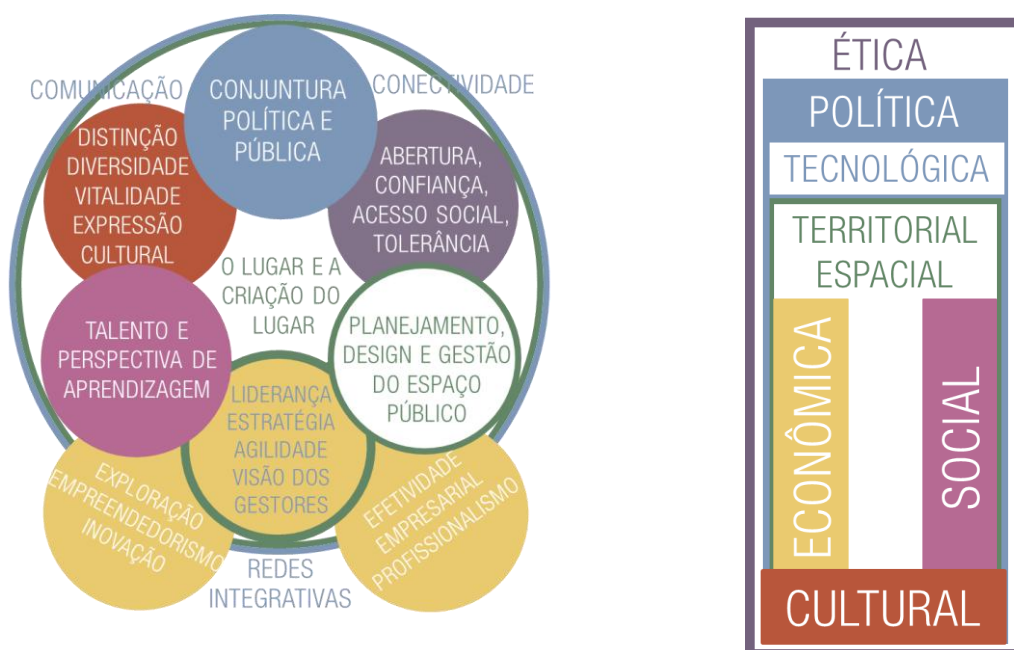 COMUNICAÇÃO
CONJUNTURA
POLÍTICA E
PÚBLICA
CONECTIVIDADE
DISTINÇÃO
DIVERSIDADE
VITALIDADE
EXPRESSÃO
CULTURAL
ABERTURA,
CONFIANÇA,
ACESSO SOCIAL,
TOLERÂNCIA
O LUGAR E A
CRIAÇÃO DO
LUGAR
TALENTO E
PERSPECTIVA DE
APRENDIZAGEM
PLANEJAMENTO,
DESIGN E GESTÃO
DO ESPAÇO
PÚBLICO
LIDERANÇA
ESTRATÉGIA
AGILIDADE
VISÃO DOS
GESTORES
EXPLORAÇÃO
EMPREENDEDORISMO
INOVAÇÃO
EFETIVIDADE
EMPRESARIAL
PROFISSIONALISMO
REDES
INTEGRATIVAS
ÉTICA
POLÍTICA
TECNOLÓGICA
TERRITORIAL
ESPACIAL
ECONÔMICA
SOCIAL
CULTURAL